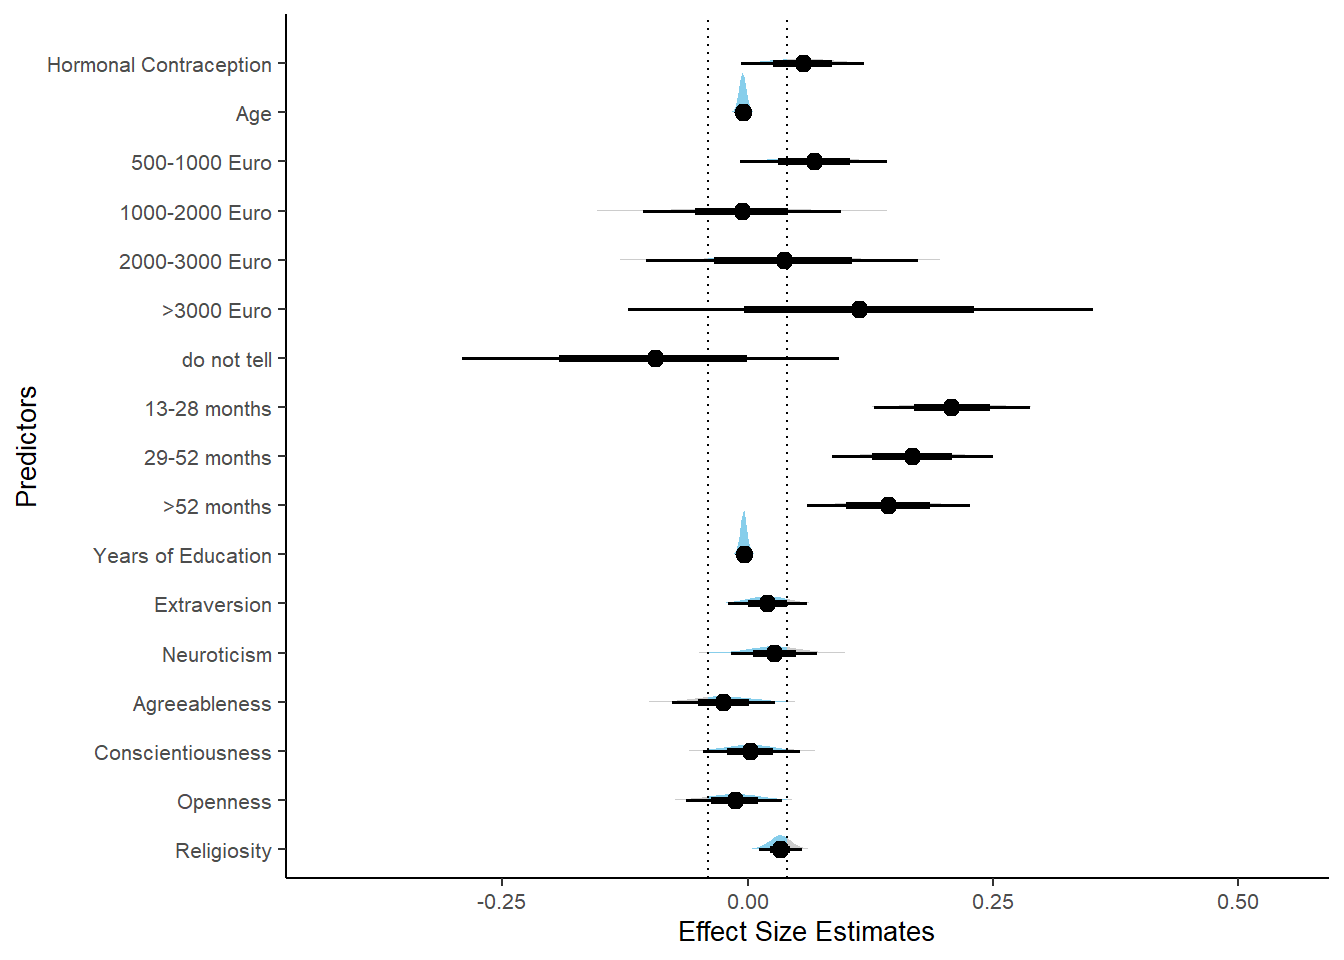 Hormonal Contraception
Age
500-1000 Euro
1000-2000 Euro
2000-3000 Euro
>3000 Euro
do not tell
13-28 months
29-52 months
>52 months
Years of Education
Extraversion
Neuroticism
Agreeableness
Conscientiousness
Openness
Religiosity
Predictors
-0.25 0.00 0.25 0.50
Effect Size Estimates